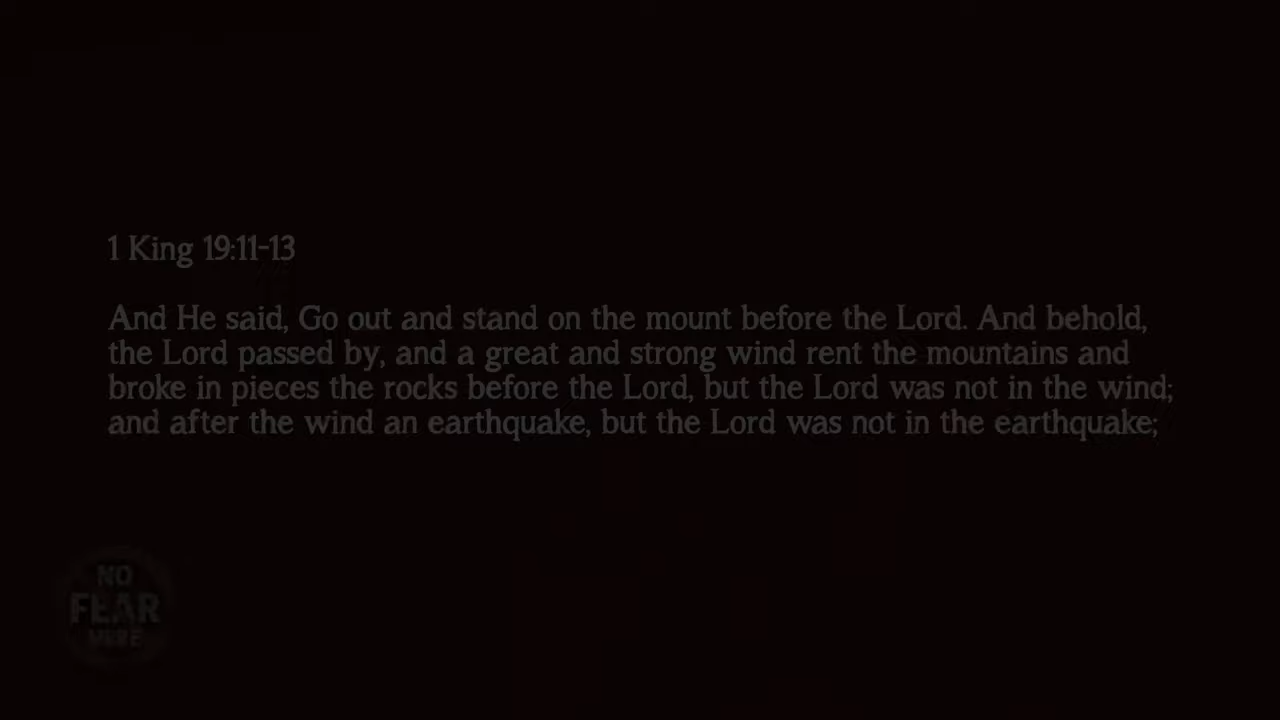 1 King 19:11-13
And He said, Go out and stand on the mount before the Lord. And behold,
the Lord passed by, and a great and strong wind rent the mountains and
broke in pieces the rocks before the Lord, but the Lord was not in the wind;
and after the wind an earthquake, but the Lord was not in the earthquake;
NO
FEAR
HERE